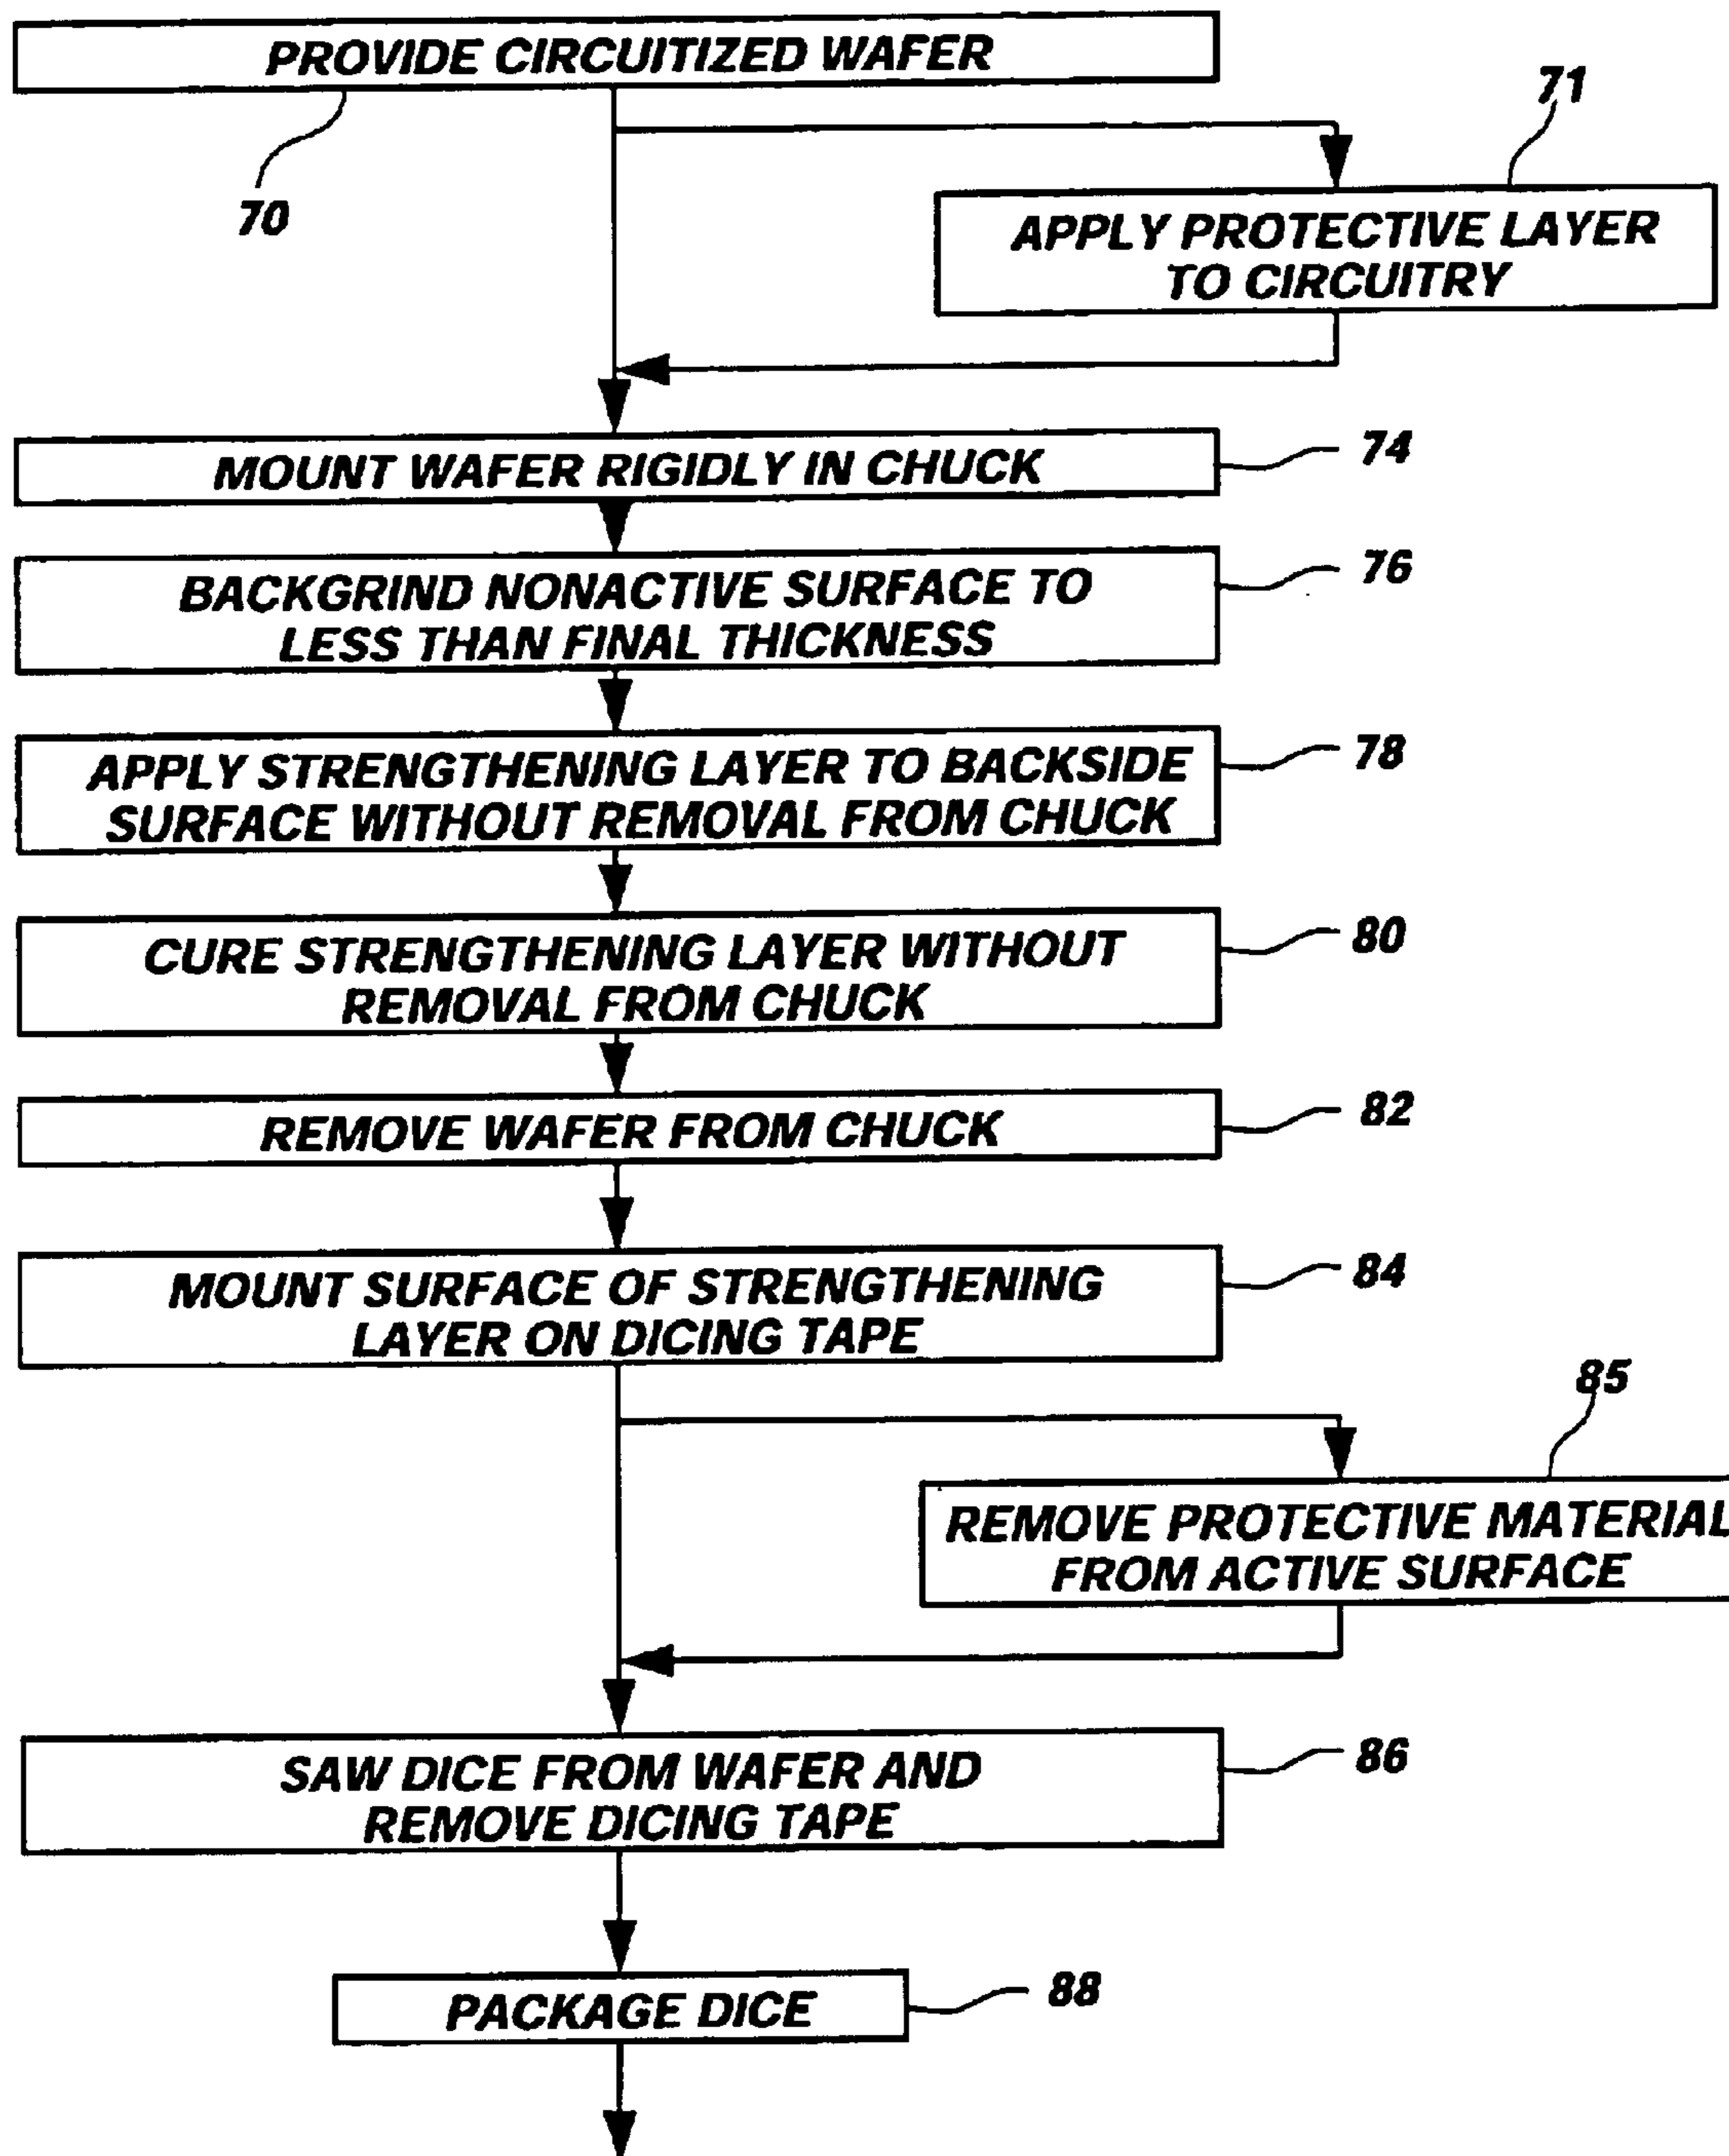 PROVIDE CIRCUITIZED WAFER
70
71
APPLY PROTECTIVE LAYER
TO CIRCUITRY
MOUNT WAFER RIGIDLY IN CHUCK
74
BACKGRIND NONACTIVE SURFACE TO
LESS THAN FINAL THICKNESS
76
APPLY STRENGTHENING LAYER TO BACKSIDE
SURFACE WITHOUT REMOVAL FROM CHUCK
78
CURE STRENGTHENING LAYER WITHOUT
REMOVAL FROM CHUCK
80
REMOVE WAFER FROM CHUCK
82
MOUNT SURFACE OF STRENGTHENING
LAYER ON DICING TAPE
84
85
REMOVE PROTECTIVE MATERIAL
FROM ACTIVE SURFACE
SAW DICE FROM WAFER AND
REMOVE DICING TAPE
86
PACKAGE DICE
88